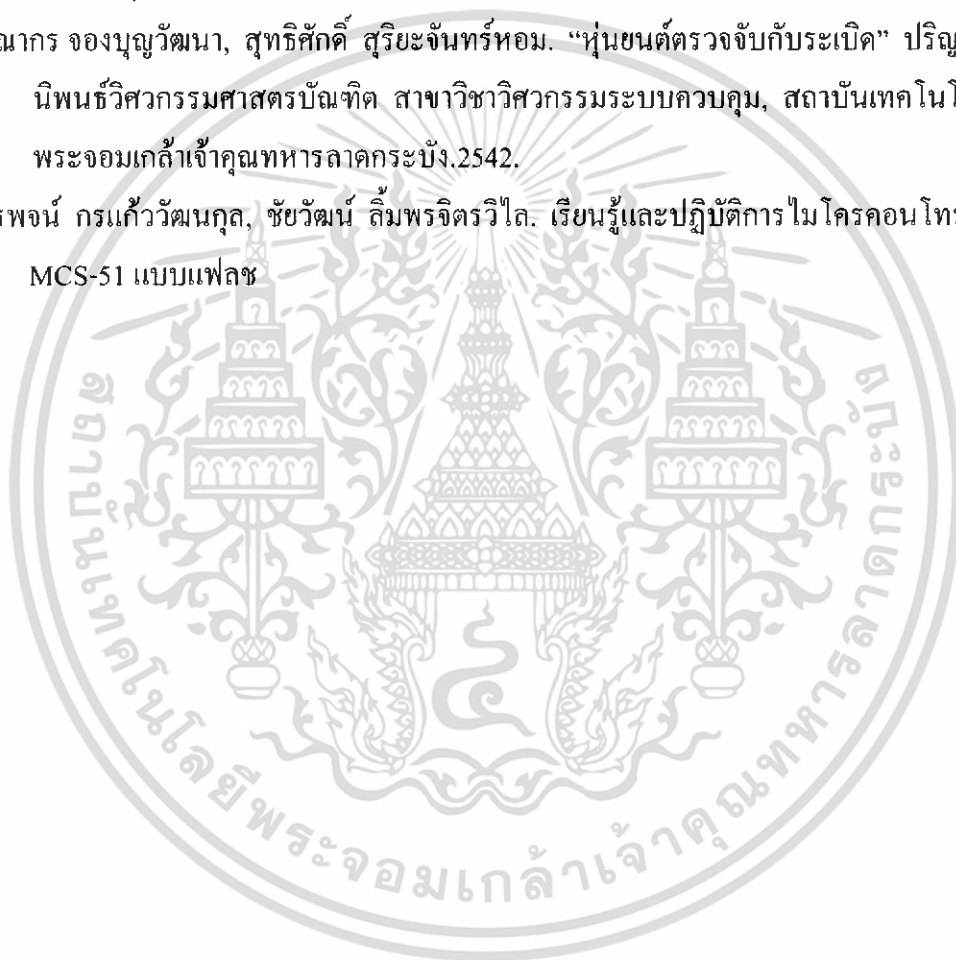 ณากร จองบุญวัฒนา, สุทธิศักดิ์ สุริยะจันทร์หอม. “หุ่นยนต์ตรวจจับกับระเบิด” ปริญ
นิพนธ์วิศวกรรมศาสตรบัณฑิต สาขาวิชาวิศวกรรมระบบควบคุม, สถาบันเทคโนโ
พระจอมเกล้าเจ้าคุณทหารลาดกระบัง.2542.
รพจน์ กรแก้ววัฒนกุล, ชัยวัฒน์ ลิ้มพรจิตรวิไล. เรียนรู้และปฏิบัติการไมโครคอนโทร
MCS-51 แบบแฟลช
สถาบันเทคโนโลยีพระจอมเกล้าเจ้าคุณทหารลาดกระบัง